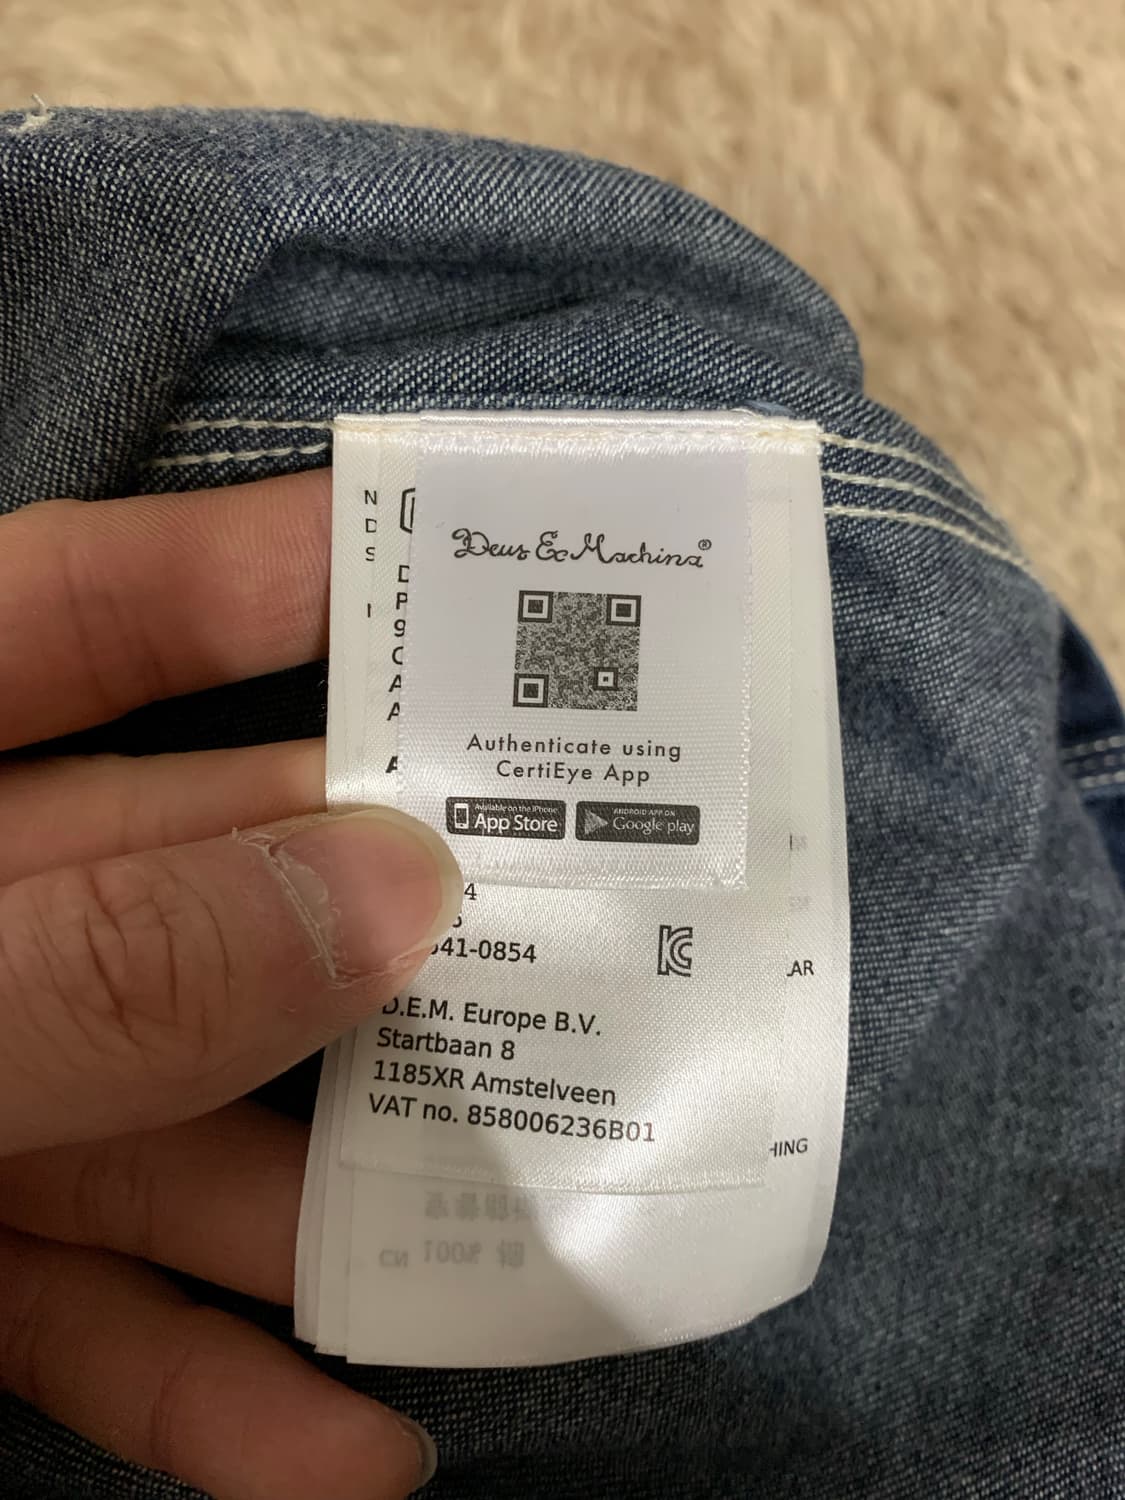 Deus Ex Machina®
Authenticate using
CertiEye App
Available on the iPhone
App Store
ANDROID APP ON
Google play
4
41-0854
D.E.M. Europe B.V.
Startbaan 8
1185XR Amstelveen
VAT no. 858006236B01
AR
HING